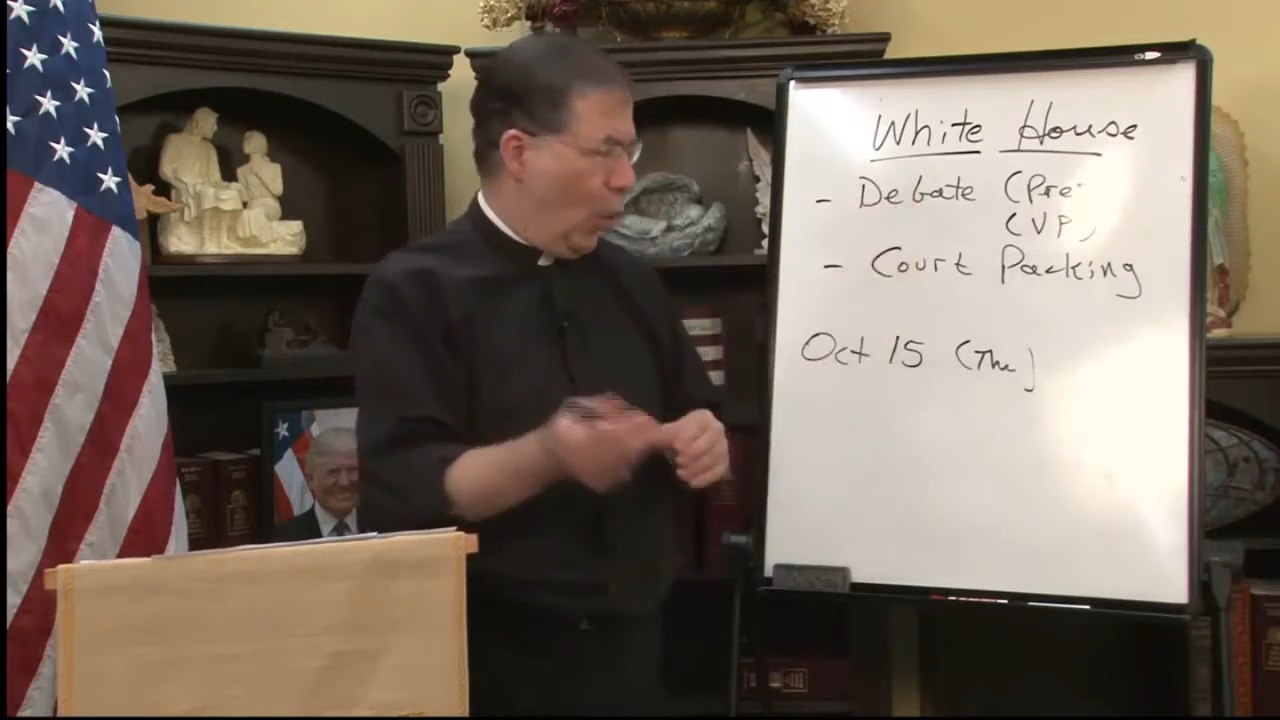 White House
- Debate (Pre
(VP)
- Court Packing
Oct 15 (Thu)